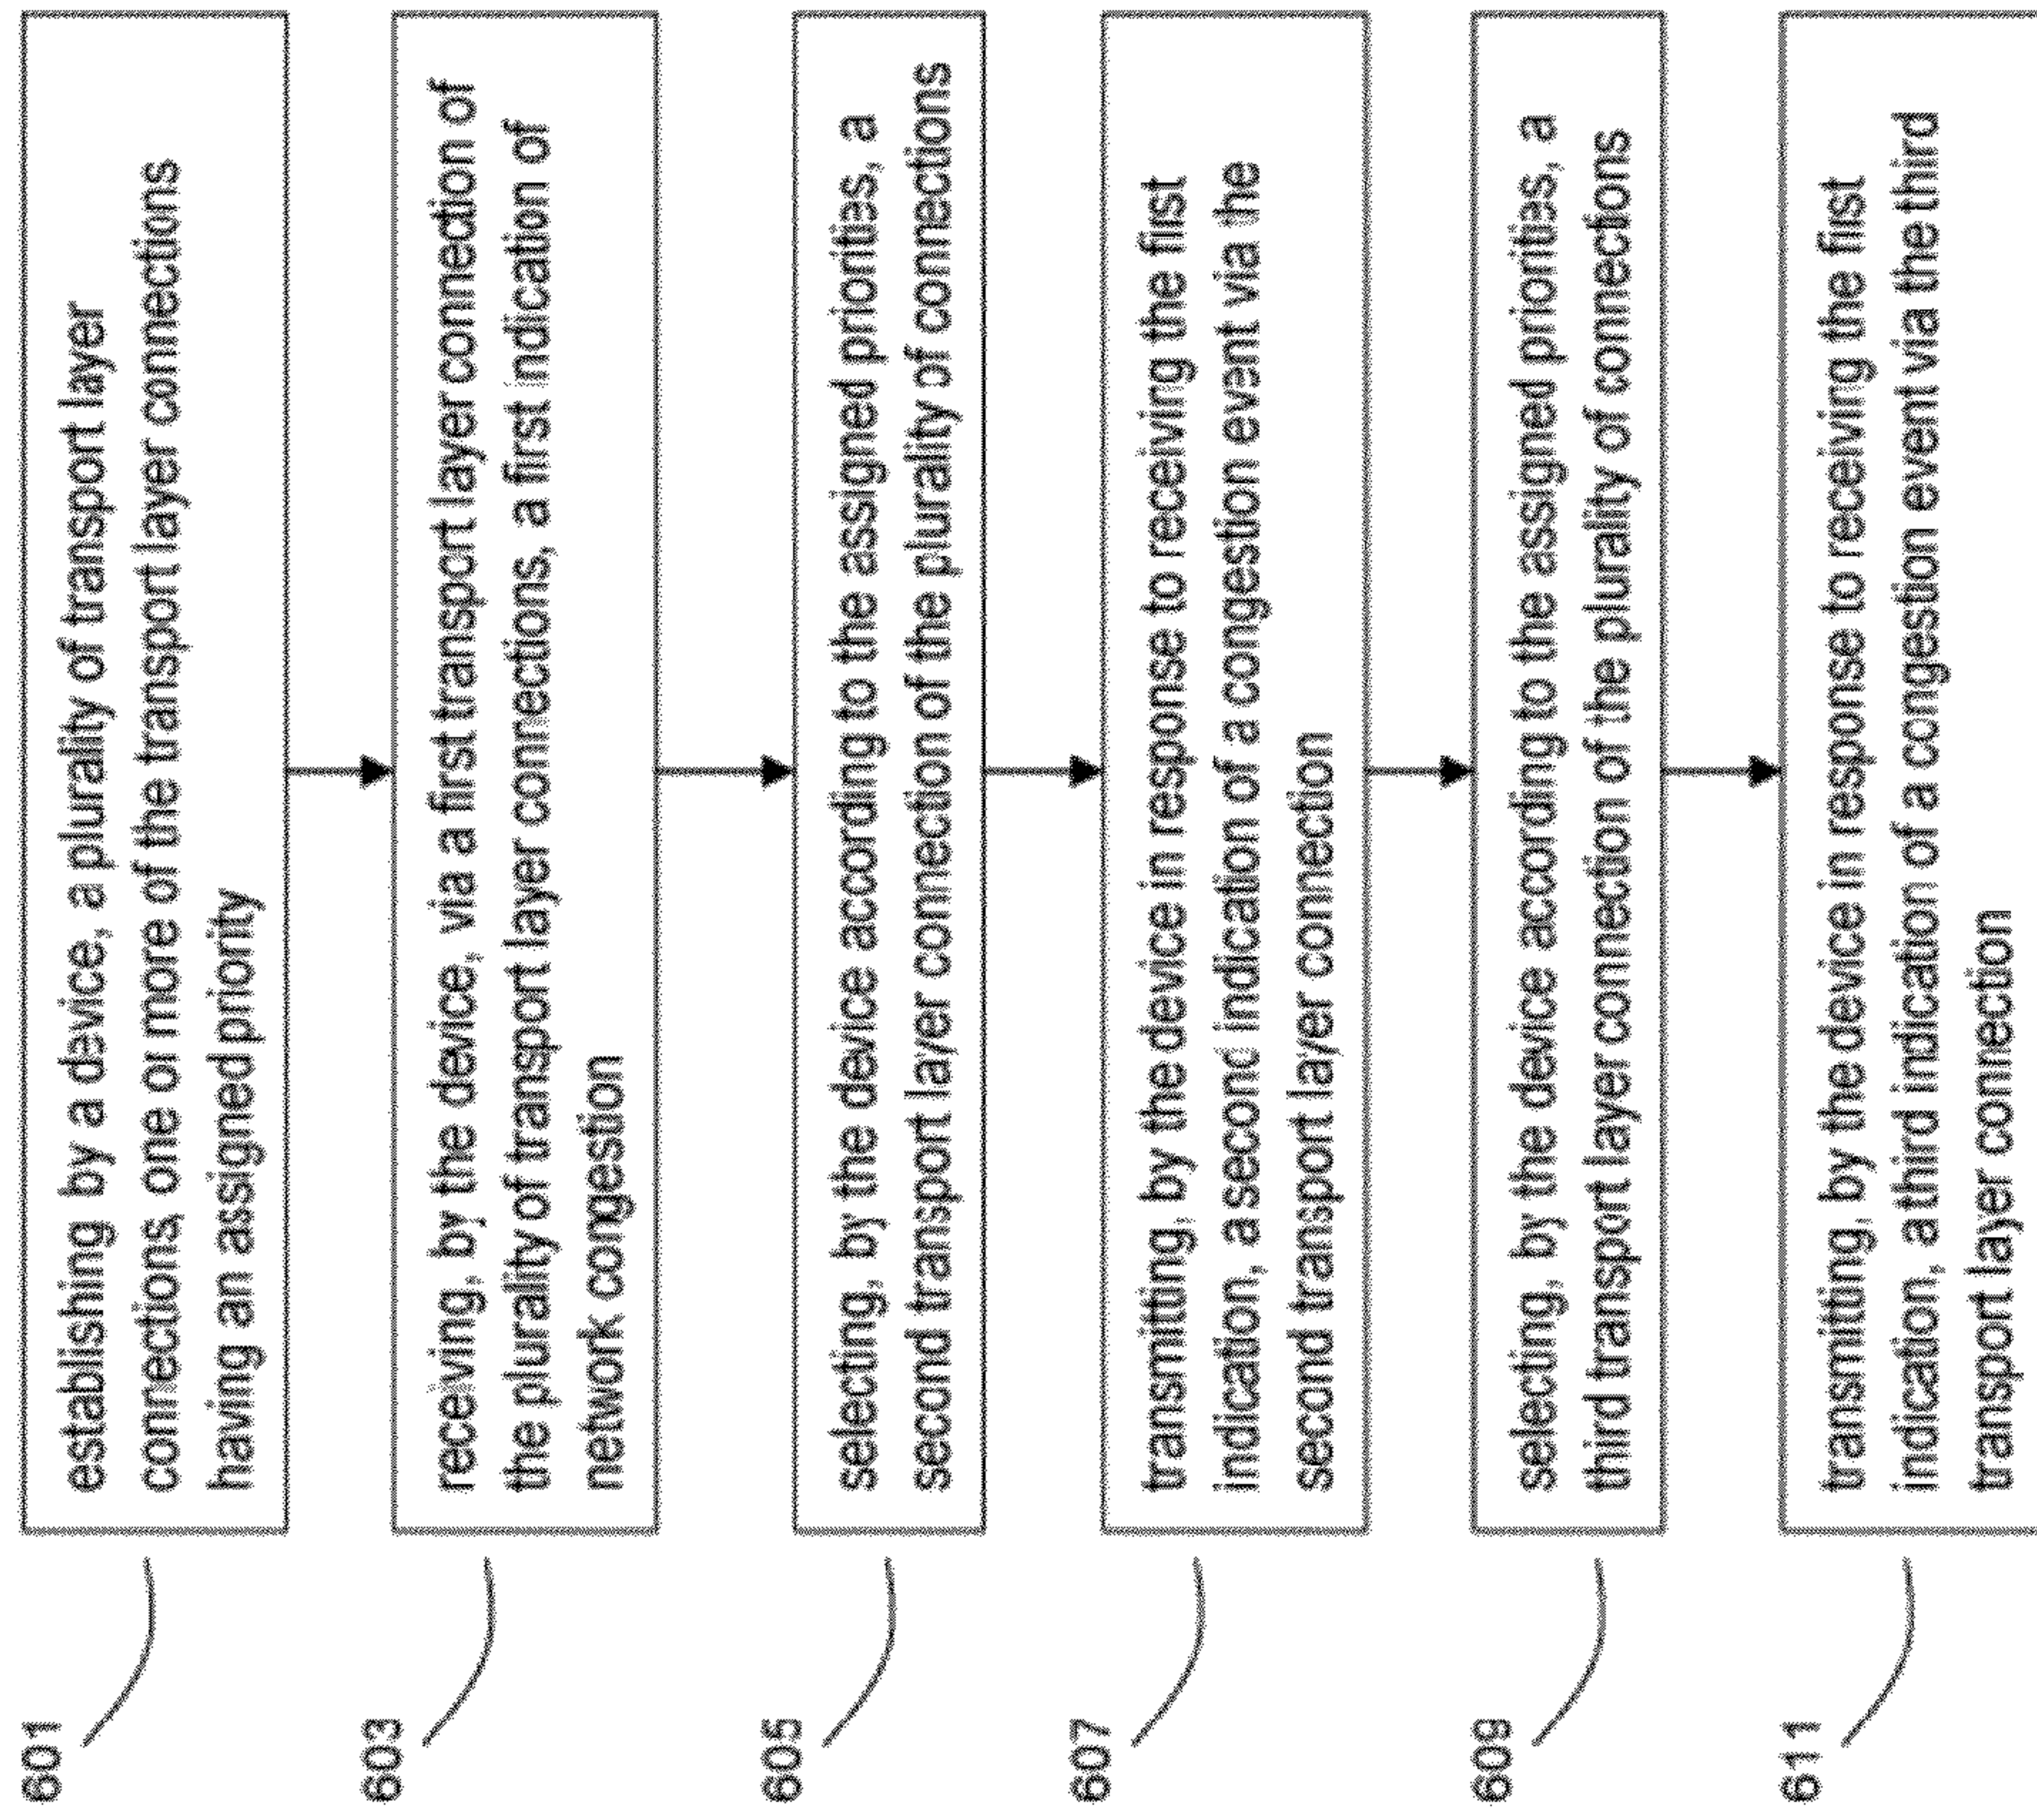 601
establishing by a device, a plurality of transport layer
connections, one or more of the transport layer connections
having an assigned priority
603
receiving, by the device, via a first transport layer connection of
the plurality of transport layer connections, a first indication of
network congestion
605
selecting, by the device according to the assigned priorities, a
second transport layer connection of the plurality of connections
607
transmitting, by the device in response to receiving the first
indication, a second indication of a congestion event via the
second transport layer connection
609
selecting, by the device according to the assigned priorities, a
third transport layer connection of the plurality of connections
611
transmitting, by the device in response to receiving the first
indication, a third indication of a congestion event via the third
transport layer connection